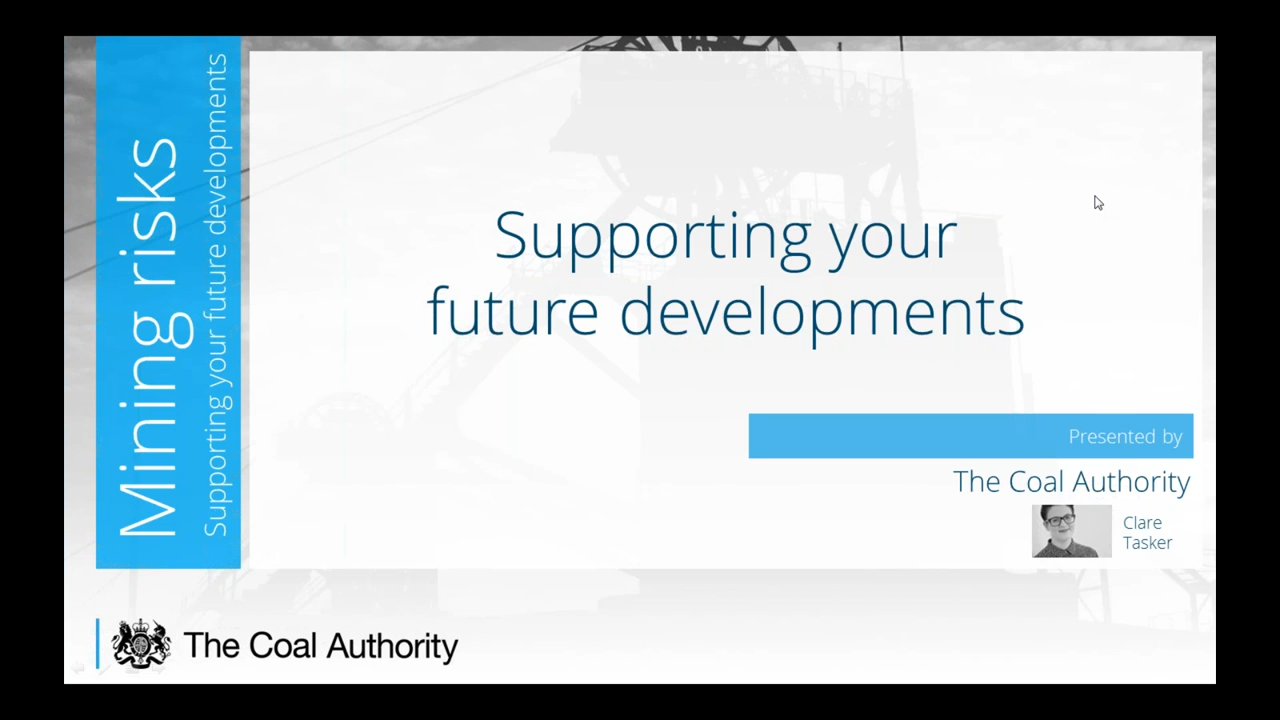 Mining risks
Supporting your future developments
Supporting your
future developments
Presented by
The Coal Authority
Clare
Tasker
The Coal Authority